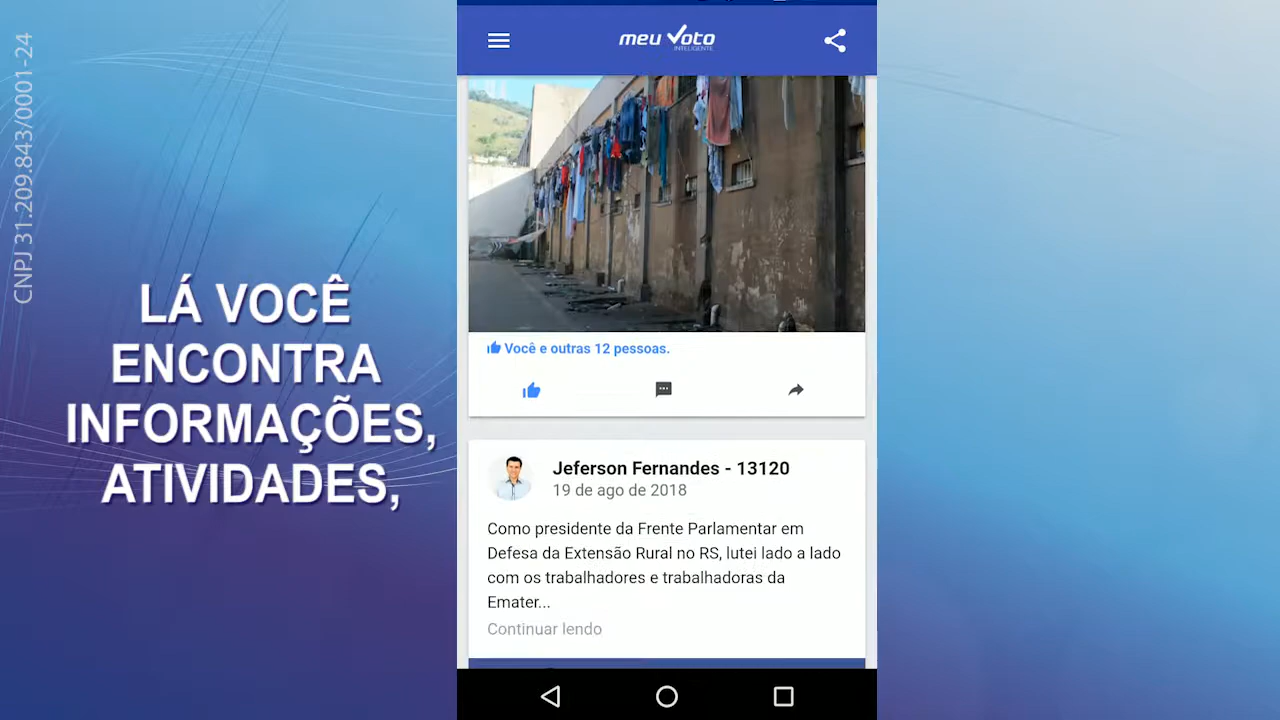 CNPJ 31.209.843/0001-24
LÁ VOCÊ
ENCONTRA
INFORMAÇÕES,
ATIVIDADES,
meu Voto
INTELIGENTE
Você e outras 12 pessoas.
Jeferson Fernandes - 13120
19 de ago de 2018
Como presidente da Frente Parlamentar em
Defesa da Extensão Rural no RS, lutei lado a lado
com os trabalhadores e trabalhadoras da
Emater...
Continuar lendo